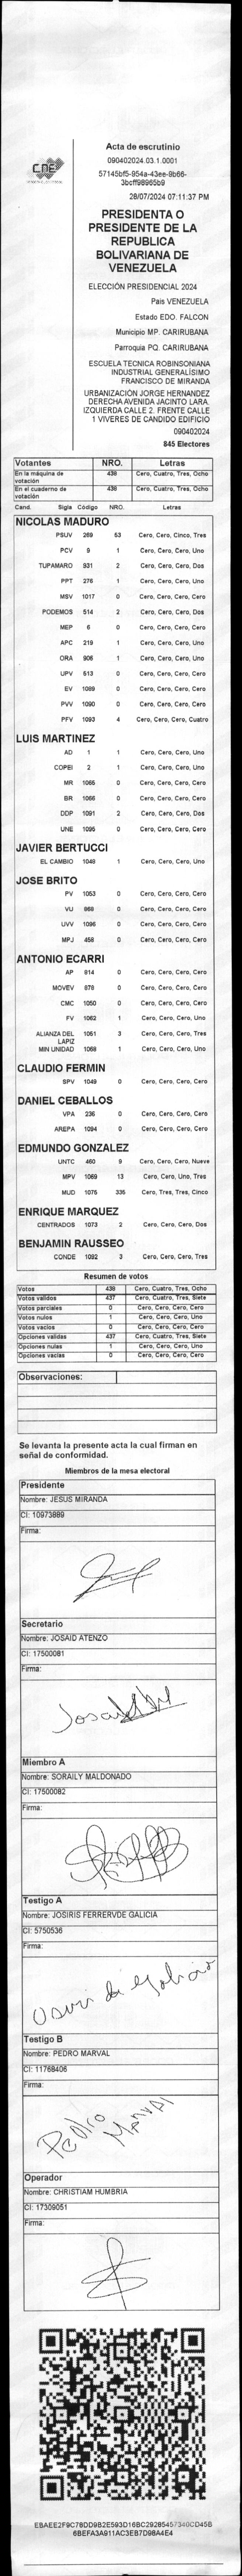 CNE
Acta de escrutinio
090402024.03.1.0001
57145bf5-954a-43ee-9b66-
3bcff98965b9
28/07/2024 07:11:37 PM
PRESIDENTA O
PRESIDENTE DE LA
REPUBLICA
BOLIVARIANA DE
VENEZUELA
ELECCIÓN PRESIDENCIAL 2024
Pais VENEZUELA
Estado EDO. FALCON
Municipio MP. CARIRUBANA
Parroquia PQ. CARIRUBANA
ESCUELA TECNICA ROBINSONIANA
INDUSTRIAL GENERALÍSIMO
FRANCISCO DE MIRANDA
URBANIZACIÓN JORGE HERNANDEZ
DERECHA AVENIDA JACINTO LARA.
IZQUIERDA CALLE 2. FRENTE CALLE
1 VIVERES DE CANDIDO EDIFICIO
090402024
845 Electores
Votantes NRO. Letras
En la máquina de votación 438 Cero, Cuatro, Tres, Ocho
En el cuaderno de votación 438 Cero, Cuatro, Tres, Ocho
Cand. Sigla Código NRO. Letras
NICOLAS MADURO
PSUV 269 53 Cero, Cero, Cinco, Tres
PCV 9 1 Cero, Cero, Cero, Uno
TUPAMARO 931 2 Cero, Cero, Cero, Dos
PPT 276 1 Cero, Cero, Cero, Uno
MSV 1017 0 Cero, Cero, Cero, Cero
PODEMOS 514 2 Cero, Cero, Cero, Dos
MEP 6 0 Cero, Cero, Cero, Cero
APC 219 1 Cero, Cero, Cero, Uno
ORA 906 1 Cero, Cero, Cero, Uno
UPV 613 0 Cero, Cero, Cero, Cero
EV 1089 0 Cero, Cero, Cero, Cero
PVV 1090 0 Cero, Cero, Cero, Cero
PFV 1093 4 Cero, Cero, Cero, Cuatro
LUIS MARTINEZ
AD 1 1 Cero, Cero, Cero, Uno
COPEI 2 1 Cero, Cero, Cero, Uno
MR 1065 0 Cero, Cero, Cero, Cero
BR 1066 0 Cero, Cero, Cero, Cero
DDP 1091 2 Cero, Cero, Cero, Dos
UNE 1095 0 Cero, Cero, Cero, Cero
JAVIER BERTUCCI
EL CAMBIO 1048 1 Cero, Cero, Cero, Uno
JOSE BRITO
PV 1053 0 Cero, Cero, Cero, Cero
VU 869 0 Cero, Cero, Cero, Cero
UVV 1096 0 Cero, Cero, Cero, Cero
MPJ 458 0 Cero, Cero, Cero, Cero
ANTONIO ECARRI
AP 814 0 Cero, Cero, Cero, Cero
MOVEV 878 0 Cero, Cero, Cero, Cero
CMC 1050 0 Cero, Cero, Cero, Cero
FV 1062 1 Cero, Cero, Cero, Uno
ALIANZA DEL LAPIZ 1051 3 Cero, Cero, Cero, Tres
MIN UNIDAD 1068 1 Cero, Cero, Cero, Uno
CLAUDIO FERMIN
SPV 1049 0 Cero, Cero, Cero, Cero
DANIEL CEBALLOS
VPA 236 0 Cero, Cero, Cero, Cero
AREPA 1094 0 Cero, Cero, Cero, Cero
EDMUNDO GONZALEZ
UNTC 460 9 Cero, Cero, Cero, Nueve
MPV 1069 13 Cero, Cero, Uno, Tres
MUD 1075 335 Cero, Tres, Tres, Cinco
ENRIQUE MARQUEZ
CENTRADOS 1073 2 Cero, Cero, Cero, Dos
BENJAMIN RAUSSEO
CONDE 1092 3 Cero, Cero, Cero, Tres
Resumen de votos
Votos 438 Cero, Cuatro, Tres, Ocho
Votos validos 437 Cero, Cuatro, Tres, Siete
Votos parciales 0 Cero, Cero, Cero, Cero
Votos nulos 1 Cero, Cero, Cero, Uno
Votos vacios 0 Cero, Cero, Cero, Cero
Opciones validas 437 Cero, Cuatro, Tres, Siete
Opciones nulas 1 Cero, Cero, Cero, Uno
Opciones vacias 0 Cero, Cero, Cero, Cero
Observaciones:
Se levanta la presente acta la cual firman en
señal de conformidad.
Miembros de la mesa electoral
Presidente
Nombre: JESUS MIRANDA
CI: 10973889
Firma:
Secretario
Nombre: JOSAID ATENZO
CI: 17500081
Firma:
Miembro A
Nombre: SORAILY MALDONADO
CI: 17500082
Firma:
Testigo A
Nombre: JOSIRIS FERRERVDE GALICIA
CI: 5750536
Firma:
Testigo B
Nombre: PEDRO MARVAL
CI: 11768406
Firma:
PEDRO
MARVAL
Operador
Nombre: CHRISTIAM HUMBRIA
CI: 17309051
Firma:
EBAEE2F9C78DD9B2E593D16BC29285457340CD45B
6BEFA3A911AC3EB7D98A4E4